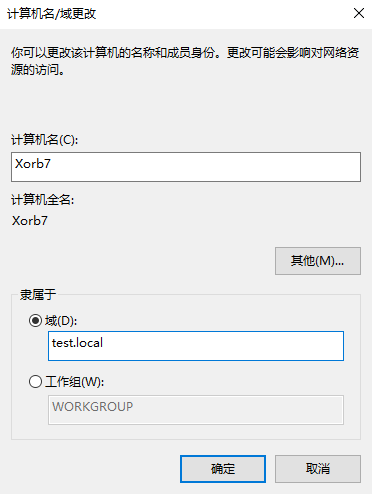 计算机名/域更改
你可以更改该计算机的名称和成员身份。更改可能会影响对网络资
源的访问。
计算机名(C):
Xorb7
计算机全名:
Xorb7
其他(M)...
隶属于
域(D):
test.local
工作组(W):
WORKGROUP
确定
取消